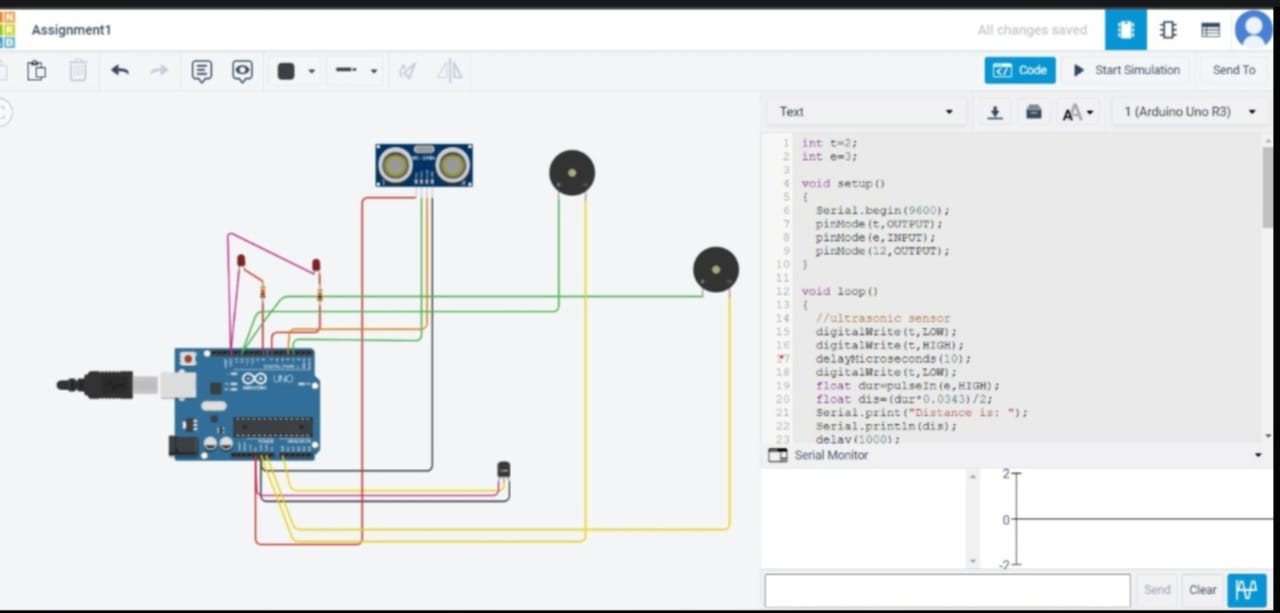 Assignment1
All changes saved
Code
Start Simulation
Send To
Text
1 (Arduino Uno R3)
1 int t=2;
2 int e=3;
3
4 void setup()
5 {
6 Serial.begin(9600);
7 pinMode(t,OUTPUT);
8 pinMode(e,INPUT);
9 pinMode(12,OUTPUT);
10 }
11
12 void loop()
13 {
14 //ultrasonic sensor
15 digitalWrite(t,LOW);
16 digitalWrite(t,HIGH);
17 delayMicroseconds(10);
18 digitalWrite(t,LOW);
19 float dur=pulseIn(e,HIGH);
20 float dis=(dur*0.0343)/2;
21 Serial.print("Distance is: ");
22 Serial.println(dis);
23 delay(1000);
UNO
Serial Monitor
2
0
-2
Send
Clear